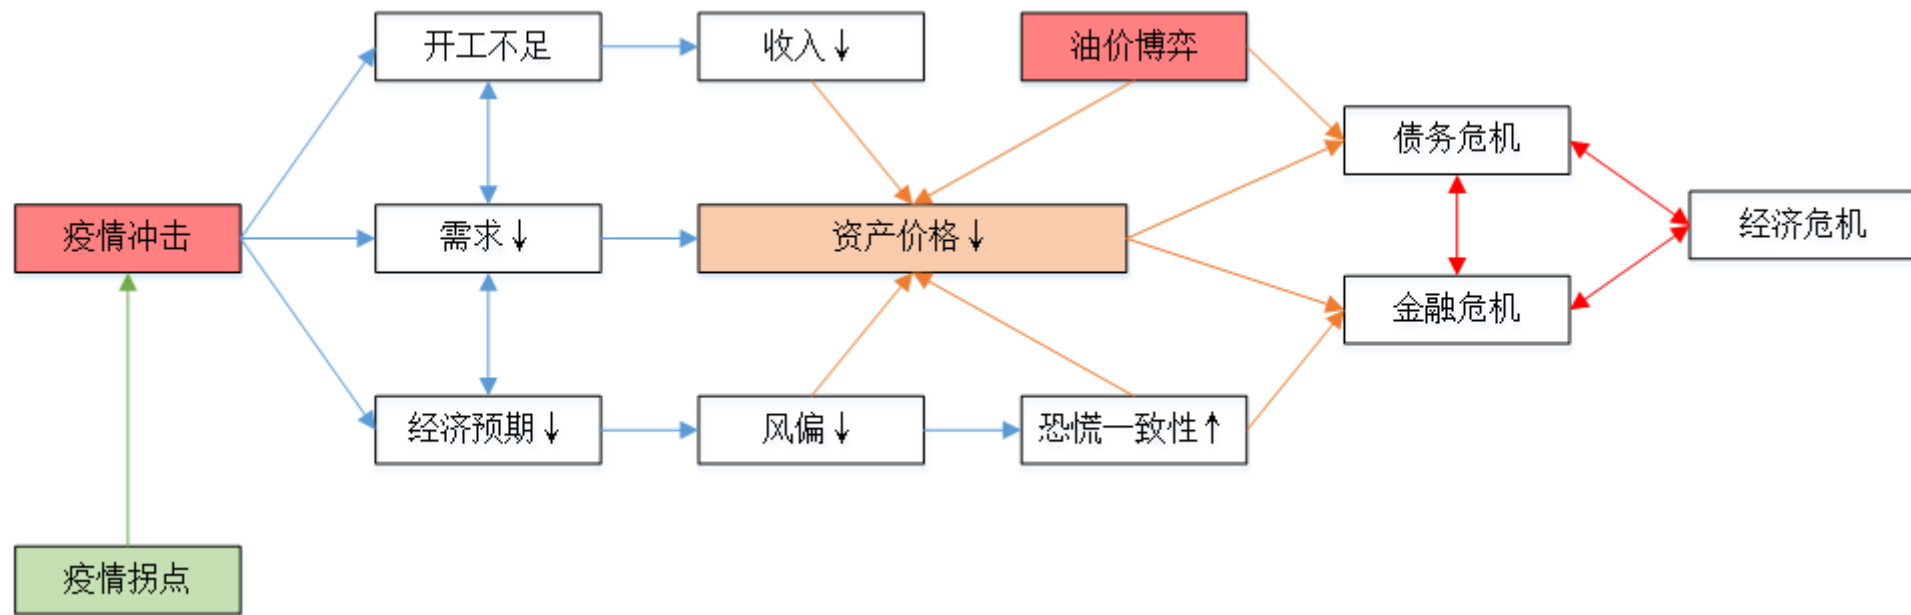 开工不足
收入↓
油价博弈
债务危机
疫情冲击
需求↓
资产价格↓
经济危机
金融危机
经济预期↓
风偏↓
恐慌一致性↑
疫情拐点